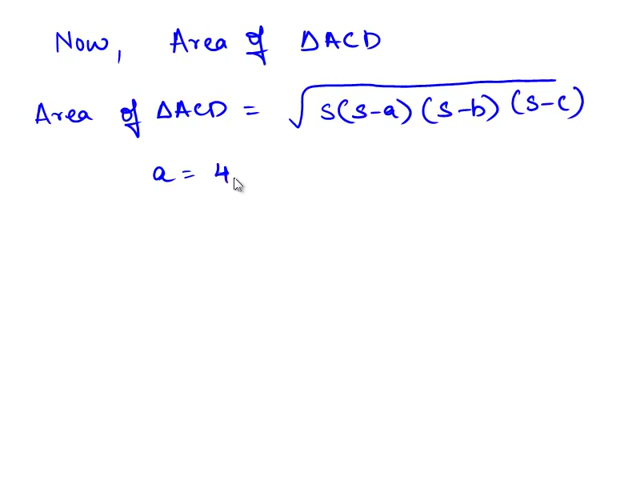 Now, Area of ΔACD
Area of ΔACD = √s(s-a)(s-b)(s-c)
a = 4